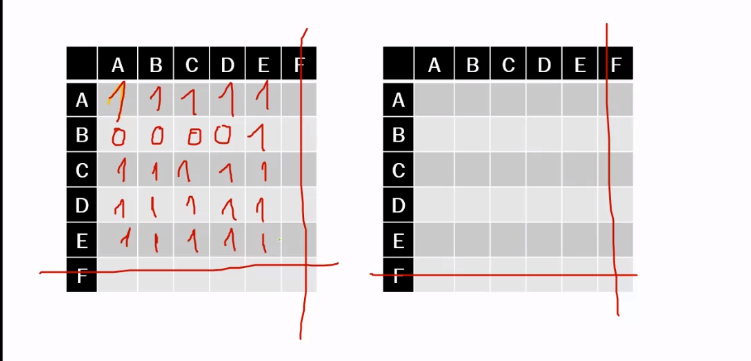 A B C D E F A B C D E F
A 1 1 1 1 1 A
B 0 0 0 0 1 B
C 1 1 1 1 1 C
D 1 1 1 1 1 D
E 1 1 1 1 1 E
F F